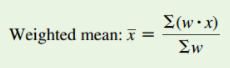 Weighted mean: x̄ = Σ(w · x) / Σw